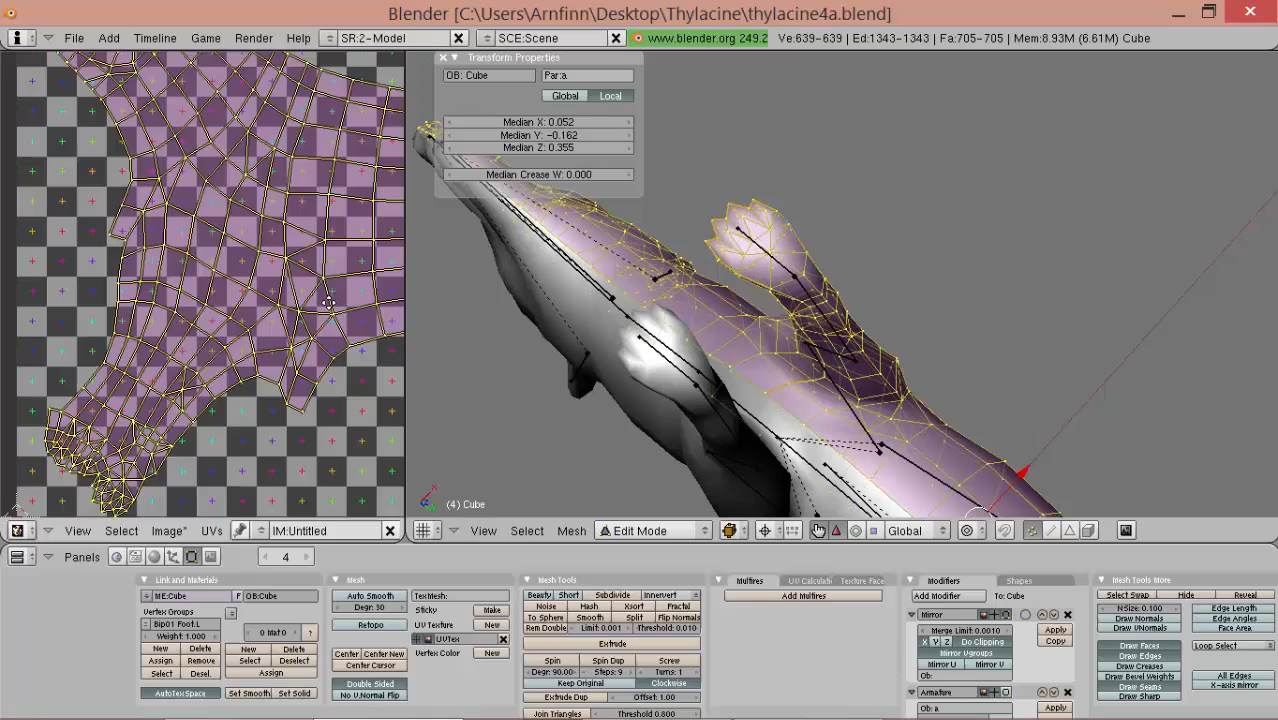 Blender [C:\Users\Arnfinn\Desktop\Thylacine\thylacine4a.blend]
File Add Timeline Game Render Help SR:2-Model SCE:Scene www.blender.org 249.2 Ve:639-639 | Ed:1343-1343 | Fa:705-705 | Mem:8.93M (6.61M) Cube
Transform Properties
OB: Cube Par:a
Global Local
Median X: 0.052
Median Y: -0.162
Median Z: 0.355
Median Crease W: 0.000
(4) Cube
View Select Image* UVs IM:Untitled View Select Mesh Edit Mode Global
Panels 4
Link and Materials Mesh Mesh Tools Multires UV Calculati Texture Face Modifiers Shapes Mesh Tools More
ME:Cube F OB:Cube
Vertex Groups
Bip01 Foot.L
Weight: 1.000 0 Mat 0 ?
New Delete New Delete
Assign Remove Select Deselect
Select Desel. Assign
AutoTexSpace Set Smooth Set Solid
Auto Smooth TexMesh:
Degr: 30 Sticky Make
Retopo UV Texture New
UVTex
Center Center New Vertex Color New
Center Cursor
Double Sided
No V.Normal Flip
Beauty Short Subdivide Innervert
Noise Hash Xsort Fractal
To Sphere Smooth Split Flip Normals
Rem Double Limit: 0.001 Threshold: 0.010
Extrude
Spin Spin Dup Screw
Degr: 90.00 Steps: 9 Turns: 1
Keep Original Clockwise
Extrude Dup Offset: 1.00
Join Triangles Threshold 0.800
Add Multires
Add Modifier To: Cube
Mirror
Merge Limit: 0.0010 Apply
X Y Z Do Clipping Copy
Mirror Vgroups
Mirror U Mirror V
Ob:
Armature
Ob: a Apply
Select Swap Hide Reveal
NSize: 0.100 Edge Length
Draw Normals Edge Angles
Draw VNormals Face Area
Draw Faces Loop Select
Draw Edges
Draw Creases
Draw Bevel Weights All Edges
Draw Seams X-axis mirror
Draw Sharp